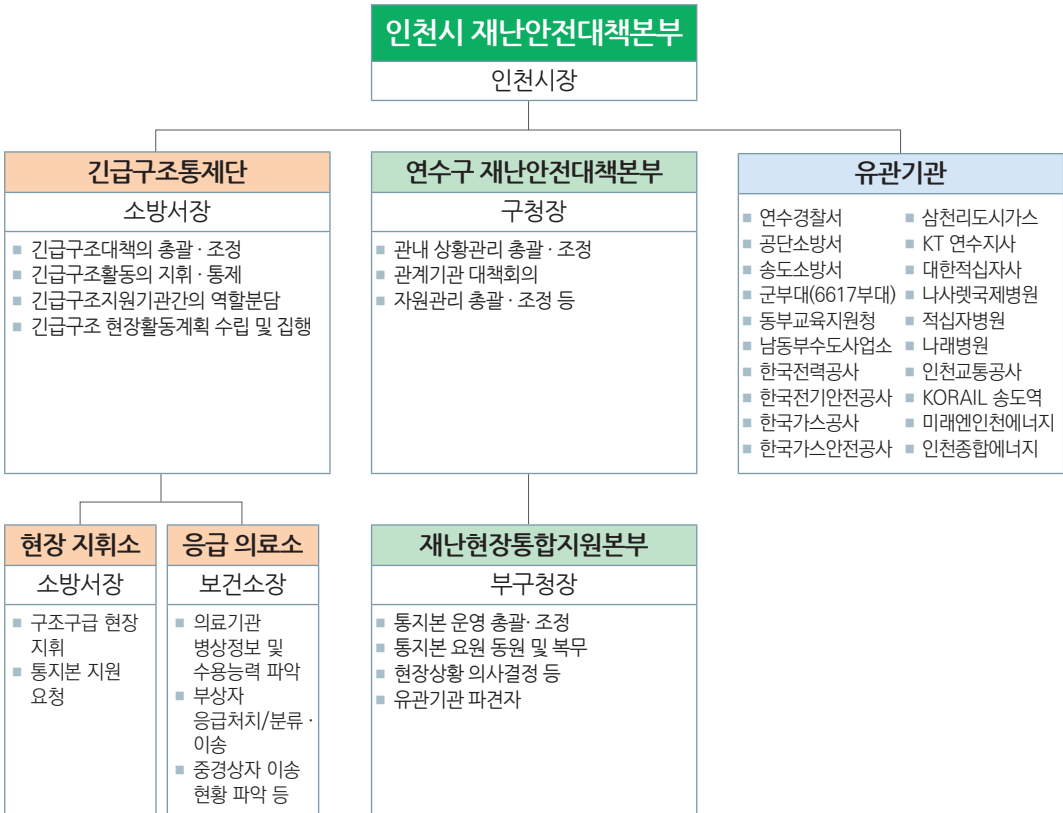 인천시 재난안전대책본부
인천시장
긴급구조통제단
소방서장
긴급구조대책의 총괄 · 조정
긴급구조활동의 지휘 · 통제
긴급구조지원기관간의 역할분담
긴급구조 현장활동계획 수립 및 집행
연수구 재난안전대책본부
구청장
관내 상황관리 총괄 · 조정
관계기관 대책회의
자원관리 총괄 · 조정 등
유관기관
연수경찰서
공단소방서
송도소방서
군부대(6617부대)
동부교육지원청
남동부수도사업소
한국전력공사
한국전기안전공사
한국가스공사
한국가스안전공사
삼천리도시가스
KT 연수지사
대한적십자사
나사렛국제병원
적십자병원
나래병원
인천교통공사
KORAIL 송도역
미래엔인천에너지
인천종합에너지
현장 지휘소
소방서장
구조구급 현장
지휘
통지본 지원
요청
응급 의료소
보건소장
의료기관
병상정보 및
수용능력 파악
부상자
응급처치/분류 ·
이송
중경상자 이송
현황 파악 등
재난현장통합지원본부
부구청장
통지본 운영 총괄· 조정
통지본 요원 동원 및 복무
현장상황 의사결정 등
유관기관 파견자